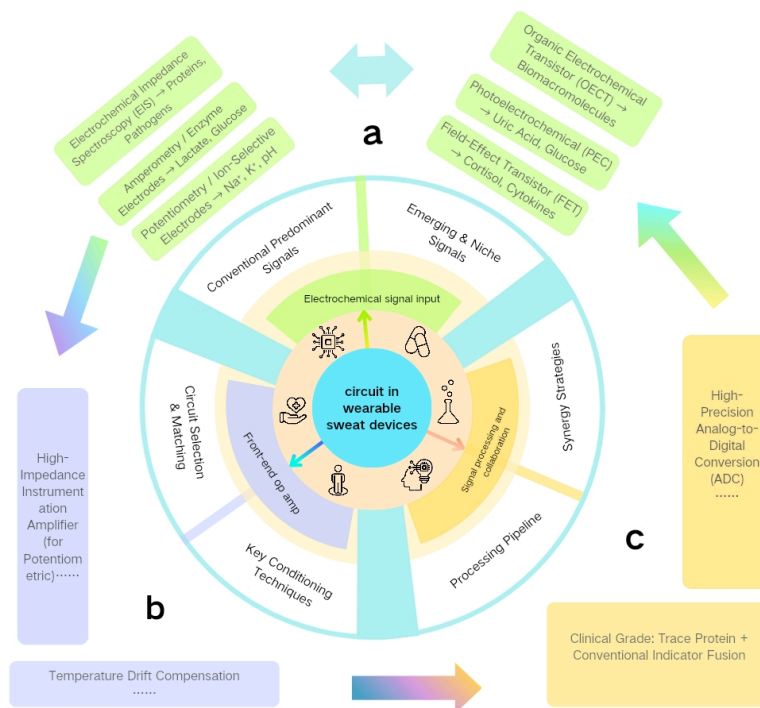 Electrochemical Impedance
Spectroscopy (EIS) → Proteins,
Pathogens
Amperometry / Enzyme
Electrodes → Lactate, Glucose
Potentiometry / Ion-Selective
Electrodes → Na⁺, K⁺, pH
a
Organic Electrochemical
Transistor (OECT) →
Biomacromolecules
Photoelectrochemical (PEC)
→ Uric Acid, Glucose
Field-Effect Transistor (FET)
→ Cortisol, Cytokines
Conventional Predominant
Signals
Emerging & Niche
Signals
Electrochemical signal input
Circuit Selection
& Matching
Front-end op amp
Key Conditioning
Techniques
circuit in
wearable
sweat devices
Signal processing and
collaboration
Synergy Strategies
Processing Pipeline
High-
Impedance
Instrument
ation
Amplifier
(for
Potentiom
etric)······
b
Temperature Drift Compensation
······
c
High-
Precision
Analog-to-
Digital
Conversion
(ADC)
······
Clinical Grade: Trace Protein +
Conventional Indicator Fusion